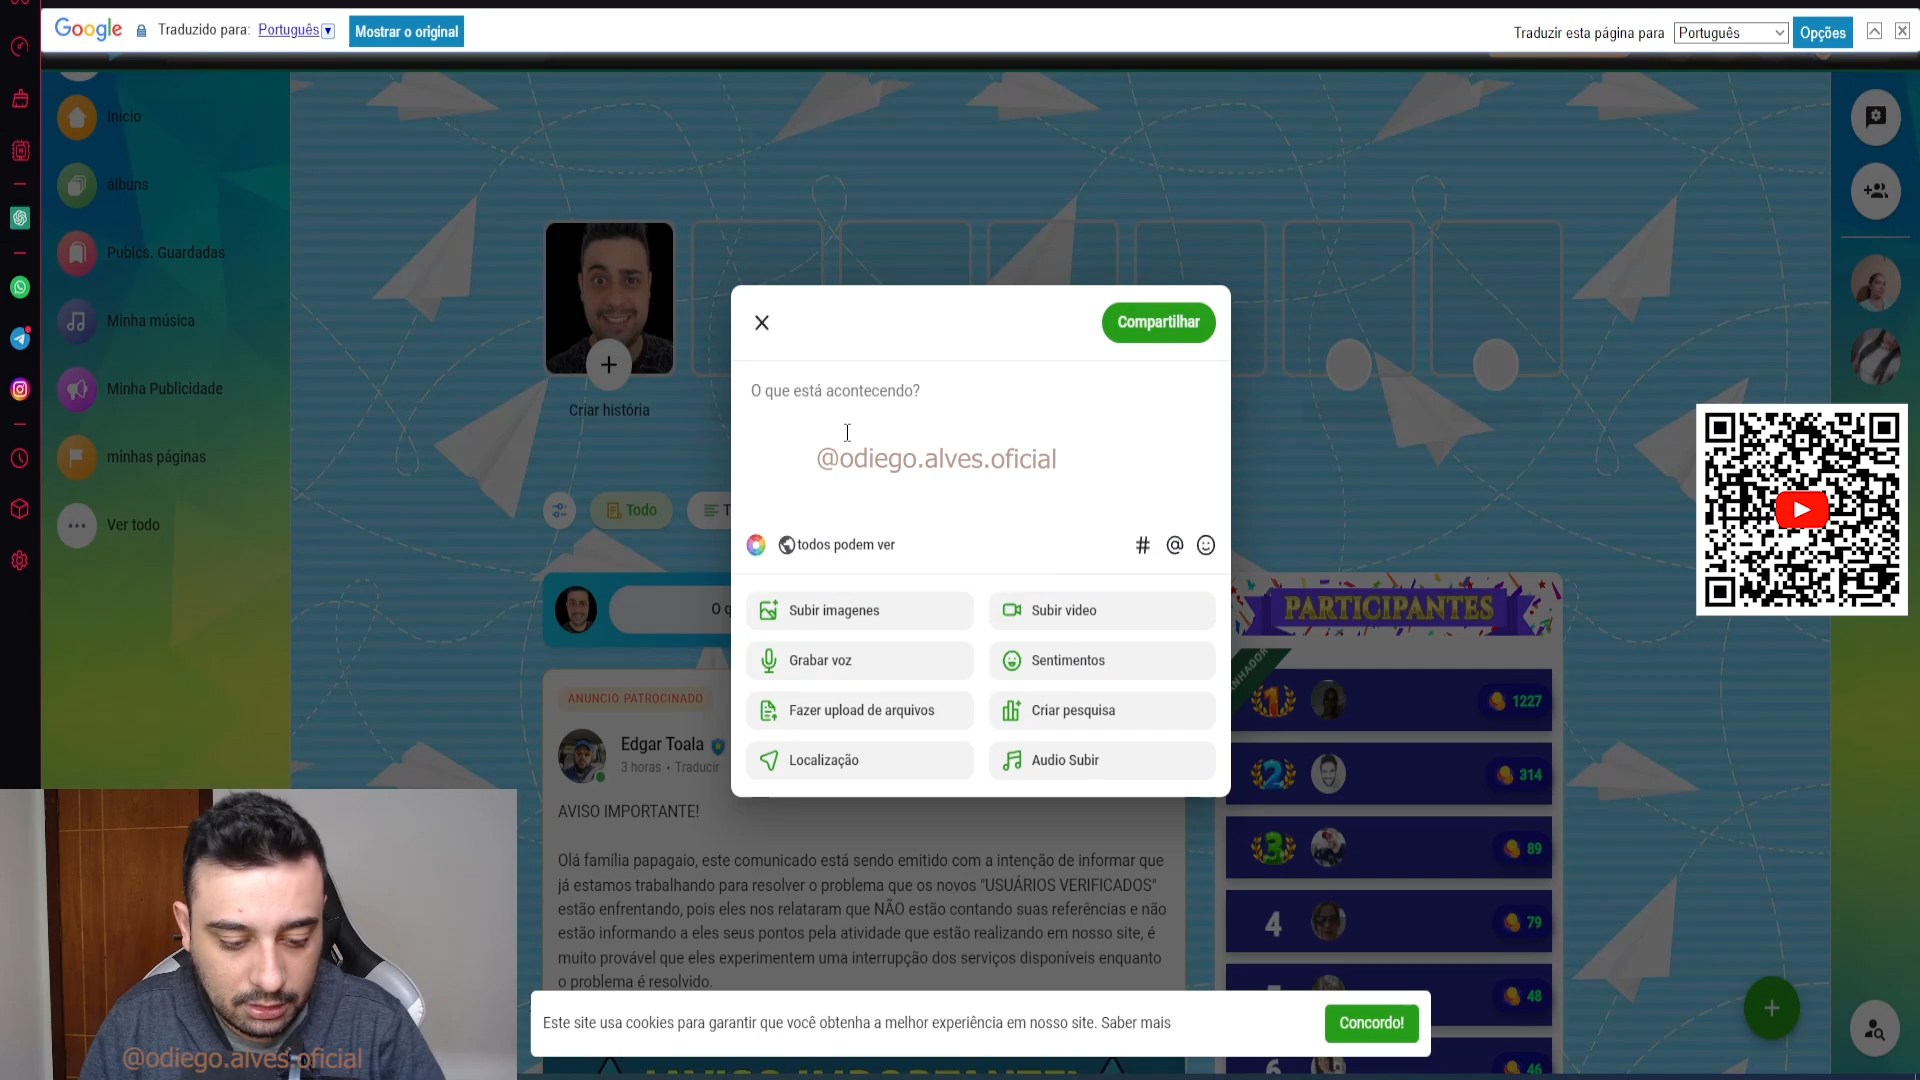 Google Traduzido para: Português Mostrar o original
Traduzir esta página para Português Opções
Inicio
álbuns
Publcs. Guardadas
Minha música
Minha Publicidade
minhas páginas
Ver todo
Criar história
Todo
Compartilhar
O que está acontecendo?
@odiego.alves.oficial
todos podem ver
# @
Subir imagenes
Subir video
Grabar voz
Sentimentos
Fazer upload de arquivos
Criar pesquisa
Localização
Audio Subir
PARTICIPANTES
1 1227
2 314
3 89
4 79
48
6 46
ANUNCIO PATROCINADO
Edgar Toala
3 horas • Traducir
AVISO IMPORTANTE!
Olá família papagaio, este comunicado está sendo emitido com a intenção de informar que
já estamos trabalhando para resolver o problema que os novos "USUÁRIOS VERIFICADOS"
estão enfrentando, pois eles nos relataram que NÃO estão contando suas referências e não
estão informando a eles seus pontos pela atividade que estão realizando em nosso site, é
muito provável que eles experimentem uma interrupção dos serviços disponíveis enquanto
o problema é resolvido.
Este site usa cookies para garantir que você obtenha a melhor experiência em nosso site. Saber mais
Concordo!
@odiego.alves.oficial